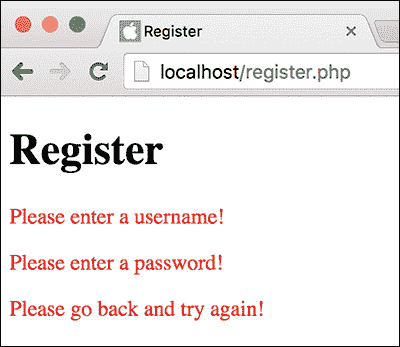 Register
localhost/register.php
Register
Please enter a username!
Please enter a password!
Please go back and try again!